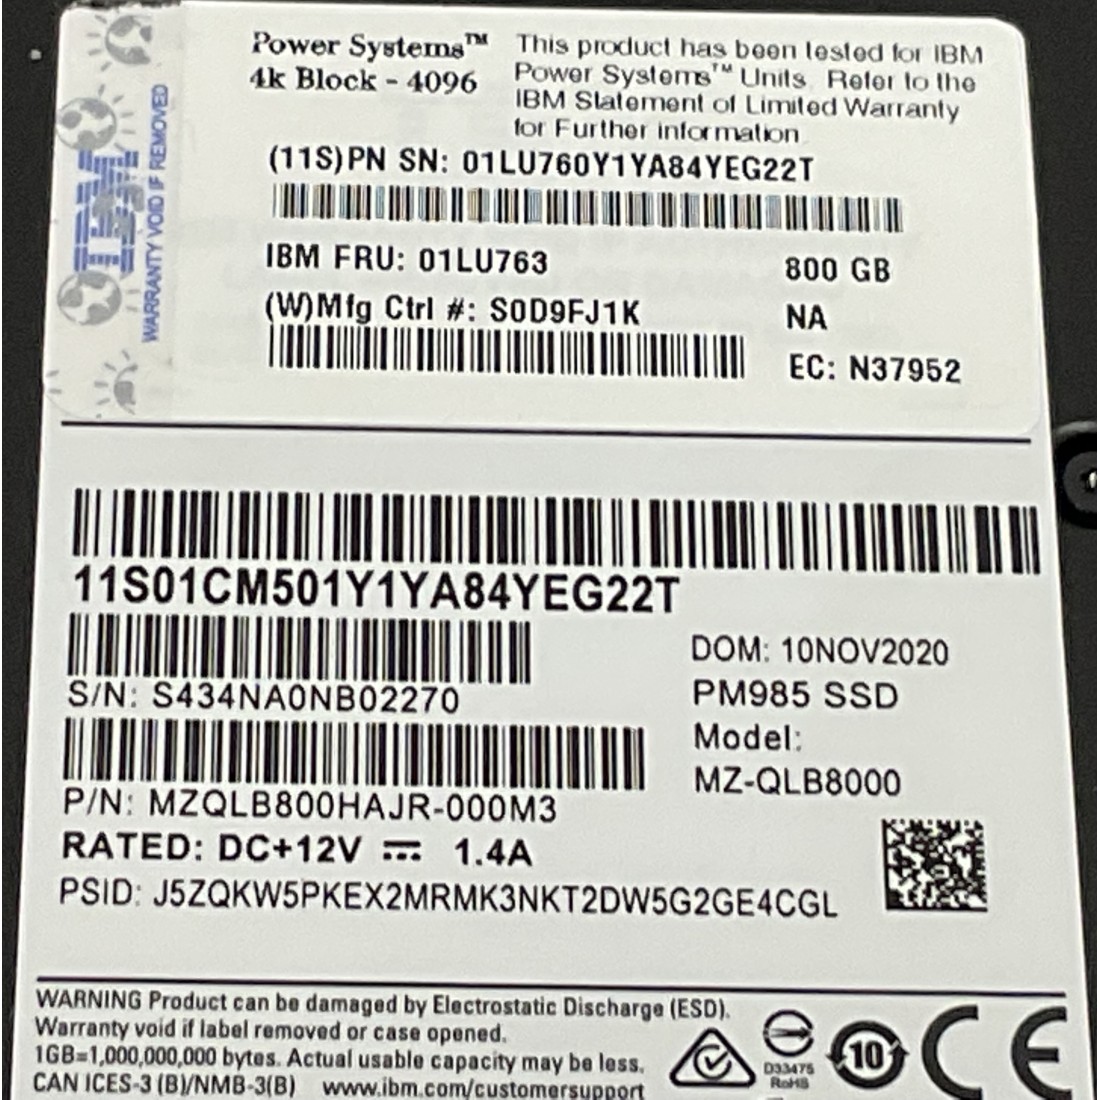 Power Systems™
4k Block - 4096
This product has been tested for IBM
Power Systems™ Units. Refer to the
IBM Statement of Limited Warranty
for Further information
(11S)PN SN: 01LU760Y1YA84YEG22T
IBM FRU: 01LU763
800 GB
(W)Mfg Ctrl #: S0D9FJ1K
NA
EC: N37952
IBM
WARRANTY VOID IF REMOVED
11S01CM501Y1YA84YEG22T
S/N: S434NA0NB02270
P/N: MZQLB800HAJR-000M3
DOM: 10NOV2020
PM985 SSD
Model:
MZ-QLB8000
RATED: DC+12V ⎓ 1.4A
PSID: J5ZQKW5PKEX2MRMK3NKT2DW5G2GE4CGL
WARNING Product can be damaged by Electrostatic Discharge (ESD).
Warranty void if label removed or case opened.
1GB=1,000,000,000 bytes. Actual usable capacity may be less.
CAN ICES-3 (B)/NMB-3(B) www.ibm.com/customersupport
D33475
RoHS
10
CE